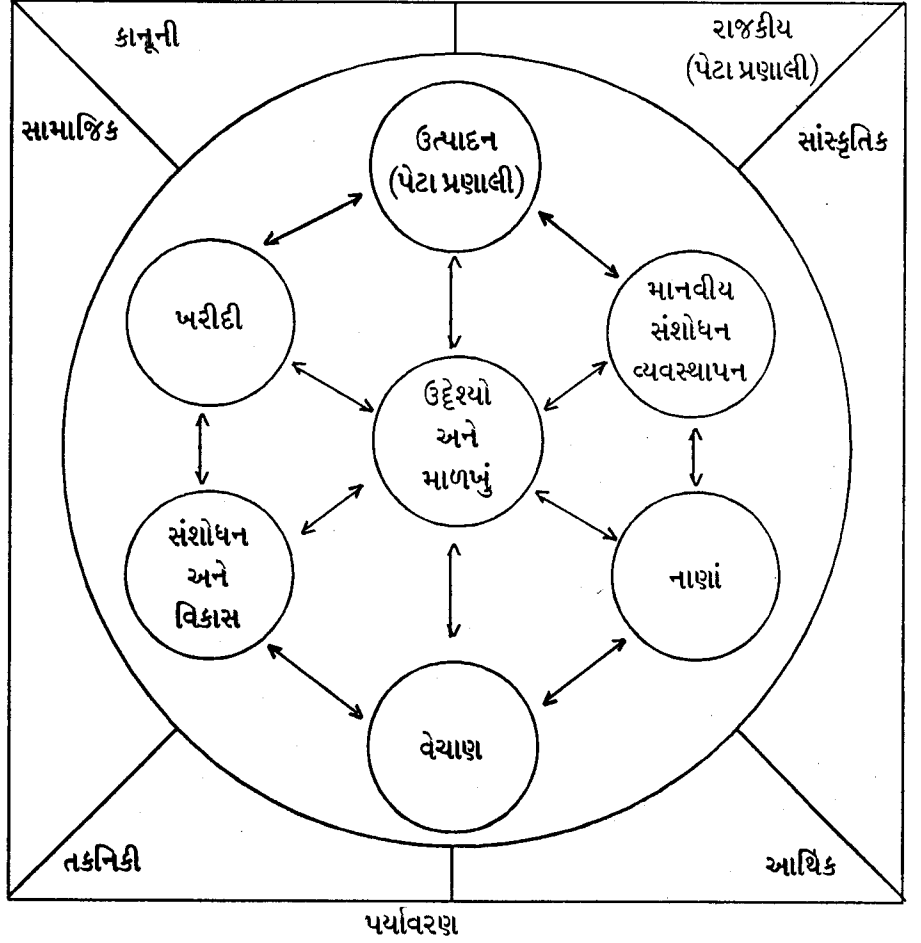 કાનૂની
રાજકીય
(પેટા પ્રણાલી)
સામાજિક
સાંસ્કૃતિક
ઉત્પાદન
(પેટા પ્રણાલી)
ખરીદી
માનવીય
સંશોધન
વ્યવસ્થાપન
ઉદ્દેશ્યો
અને
માળખું
સંશોધન
અને
વિકાસ
નાણાં
વેચાણ
તકનિકી
આર્થિક
પર્યાવરણ